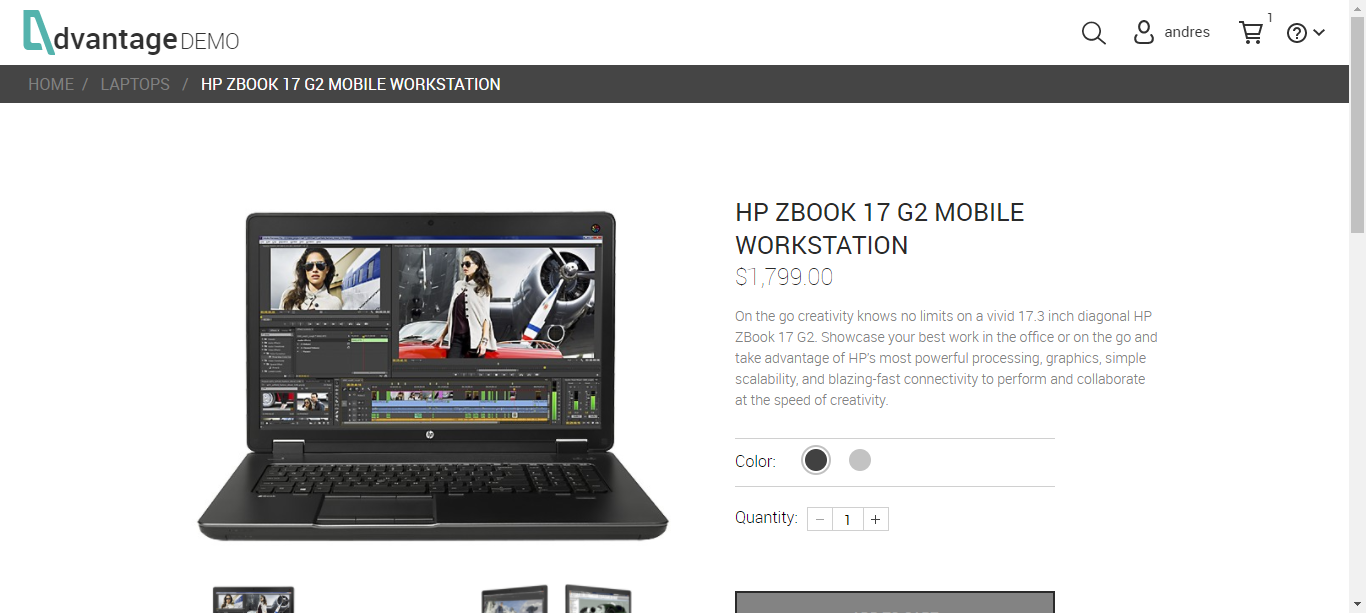 dvantage DEMO
andres
1
HOME / LAPTOPS / HP ZBOOK 17 G2 MOBILE WORKSTATION
HP ZBOOK 17 G2 MOBILE
WORKSTATION
$1,799.00
On the go creativity knows no limits on a vivid 17.3 inch diagonal HP
ZBook 17 G2. Showcase your best work in the office or on the go and
take advantage of HP's most powerful processing, graphics, simple
scalability, and blazing-fast connectivity to perform and collaborate
at the speed of creativity.
Color:
Quantity:
− 1 +
hp